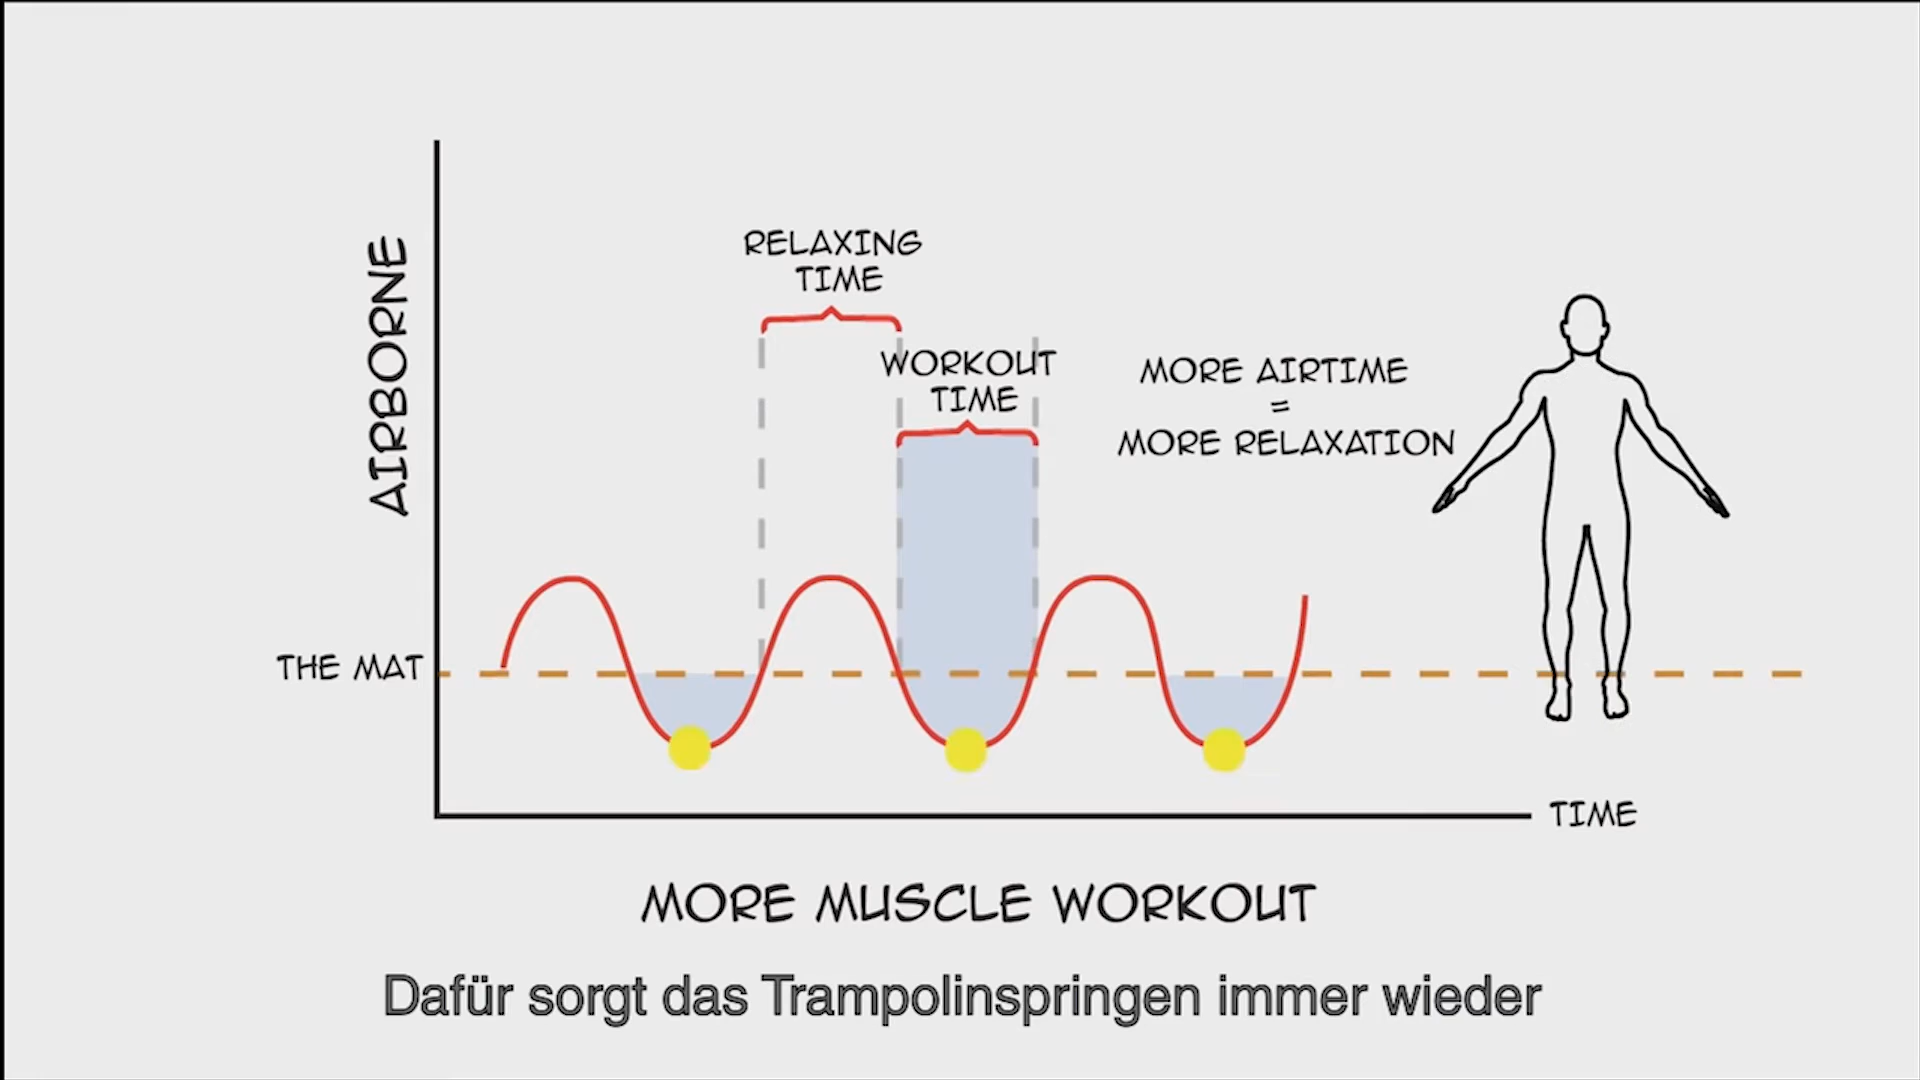 RELAXING
TIME
WORKOUT
TIME
MORE AIRTIME
=
MORE RELAXATION
AIRBORNE
THE MAT
TIME
MORE MUSCLE WORKOUT
Dafür sorgt das Trampolinspringen immer wieder